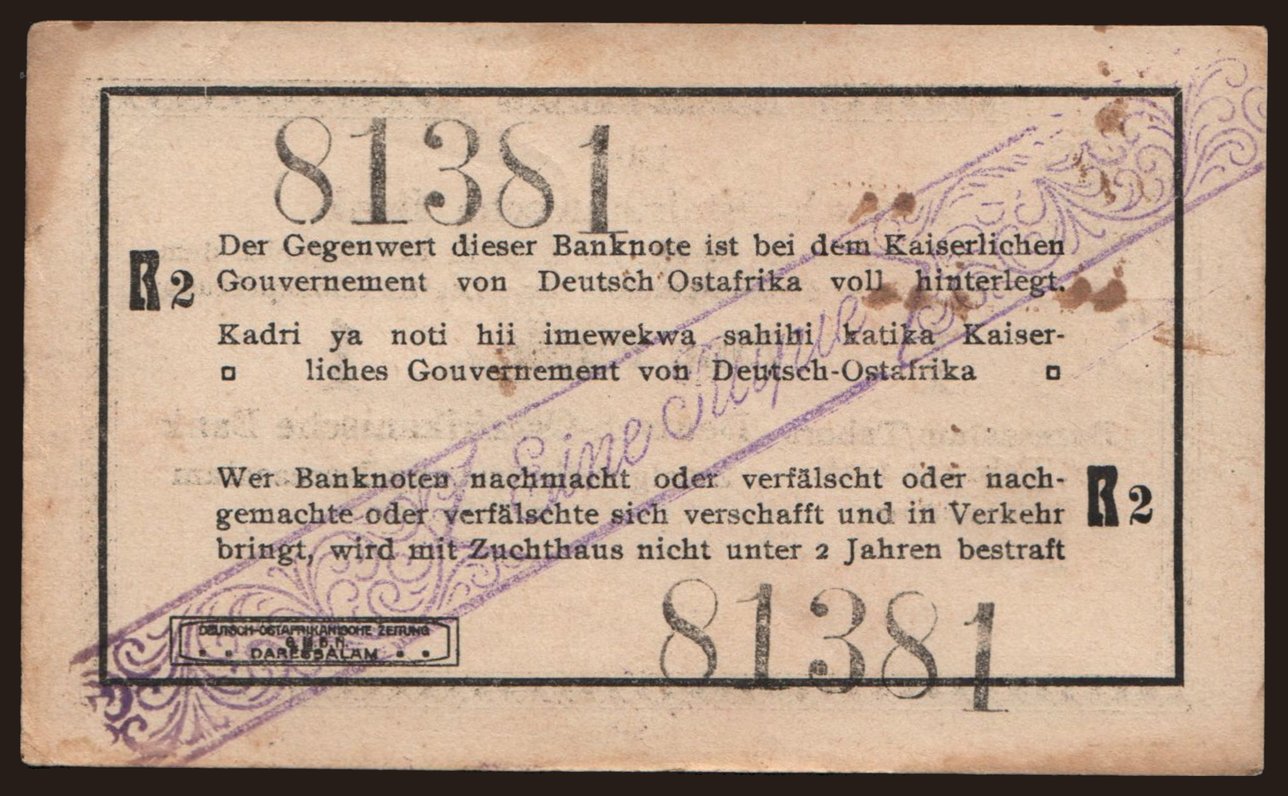 81381
Der Gegenwert dieser Banknote ist bei dem Kaiserlichen
Gouvernement von Deutsch Ostafrika voll hinterlegt.
R 2
Kadri ya noti hii imewekwa sahihi katika Kaiser-
liches Gouvernement von Deutsch-Ostafrika
Eine Rupie
Wer Banknoten nachmacht oder verfälscht oder nach-
gemachte oder verfälschte sich verschafft und in Verkehr
bringt, wird mit Zuchthaus nicht unter 2 Jahren bestraft
R 2
81381
DEUTSCH-OSTAFRIKANISCHE ZEITUNG
G.M.B.H.
DARESSALAM